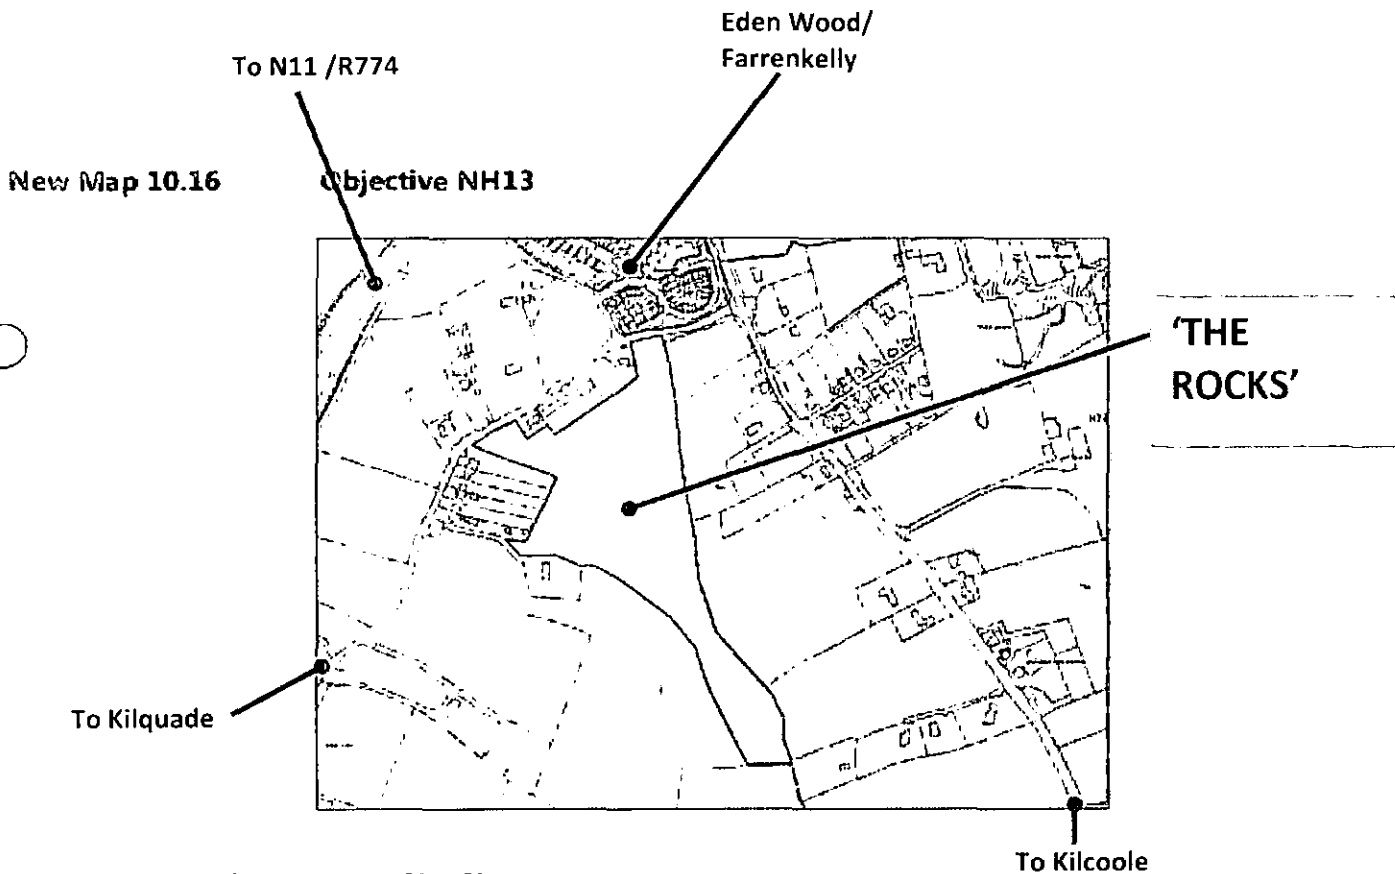 Eden Wood/
Farrenkelly
To N11 /R774
New Map 10.16 Objective NH13
'THE
ROCKS'
To Kilquade
To Kilcoole